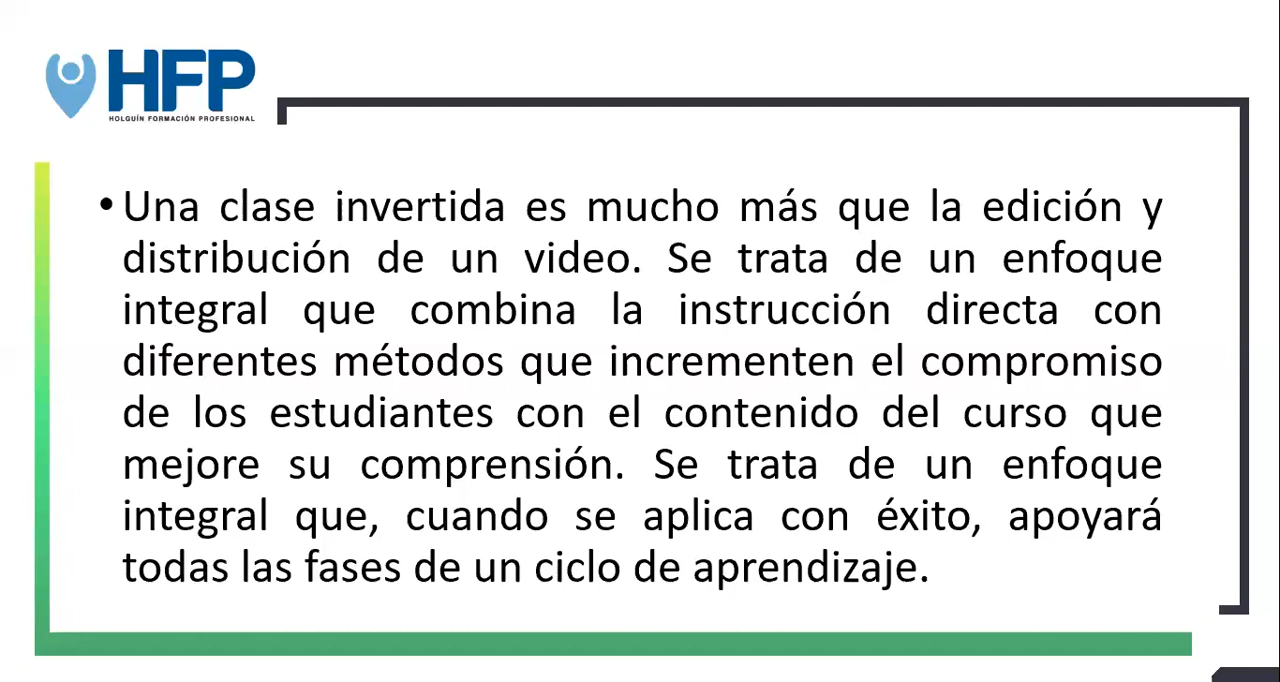 HFP
HOLGUÍN FORMACIÓN PROFESIONAL
• Una clase invertida es mucho más que la edición y
distribución de un video. Se trata de un enfoque
integral que combina la instrucción directa con
diferentes métodos que incrementen el compromiso
de los estudiantes con el contenido del curso que
mejore su comprensión. Se trata de un enfoque
integral que, cuando se aplica con éxito, apoyará
todas las fases de un ciclo de aprendizaje.